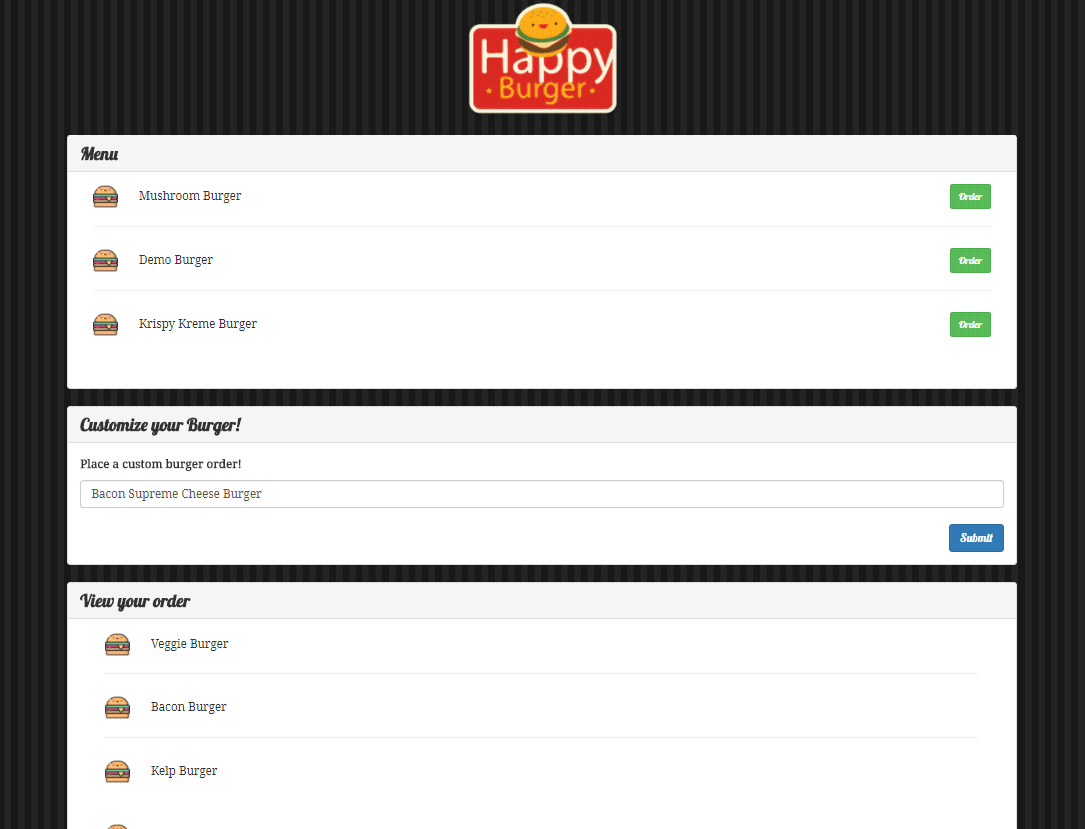 Happy
· Burger ·
Menu
Mushroom Burger
Order
Demo Burger
Order
Krispy Kreme Burger
Order
Customize your Burger!
Place a custom burger order!
Bacon Supreme Cheese Burger
Submit
View your order
Veggie Burger
Bacon Burger
Kelp Burger